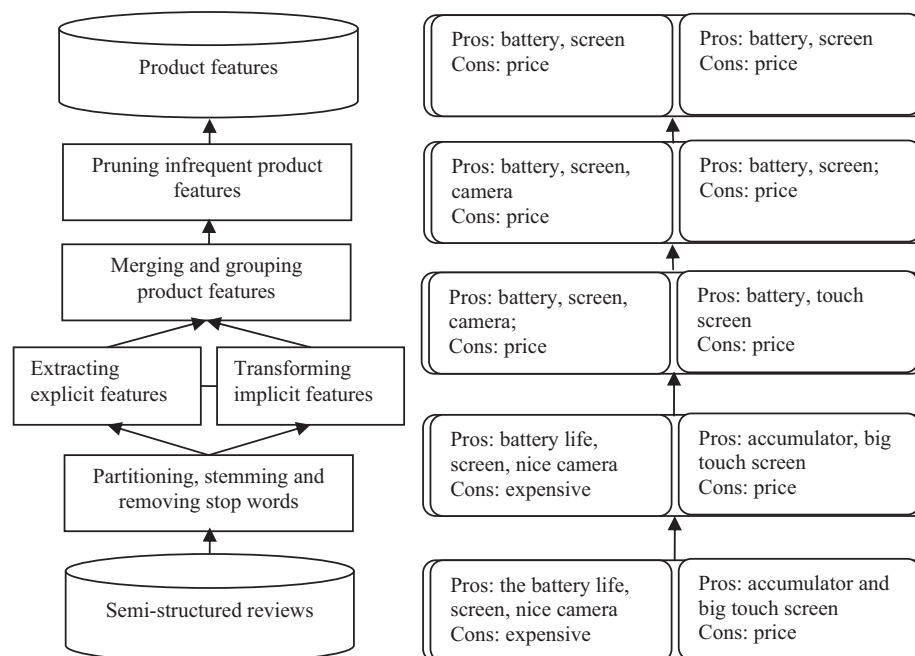 Product features
Pruning infrequent product
features
Merging and grouping
product features
Extracting
explicit features
Transforming
implicit features
Partitioning, stemming and
removing stop words
Semi-structured reviews
Pros: battery, screen
Cons: price
Pros: battery, screen
Cons: price
Pros: battery, screen,
camera
Cons: price
Pros: battery, screen;
Cons: price
Pros: battery, screen,
camera;
Cons: price
Pros: battery, touch
screen
Cons: price
Pros: battery life,
screen, nice camera
Cons: expensive
Pros: accumulator, big
touch screen
Cons: price
Pros: the battery life,
screen, nice camera
Cons: expensive
Pros: accumulator and
big touch screen
Cons: price